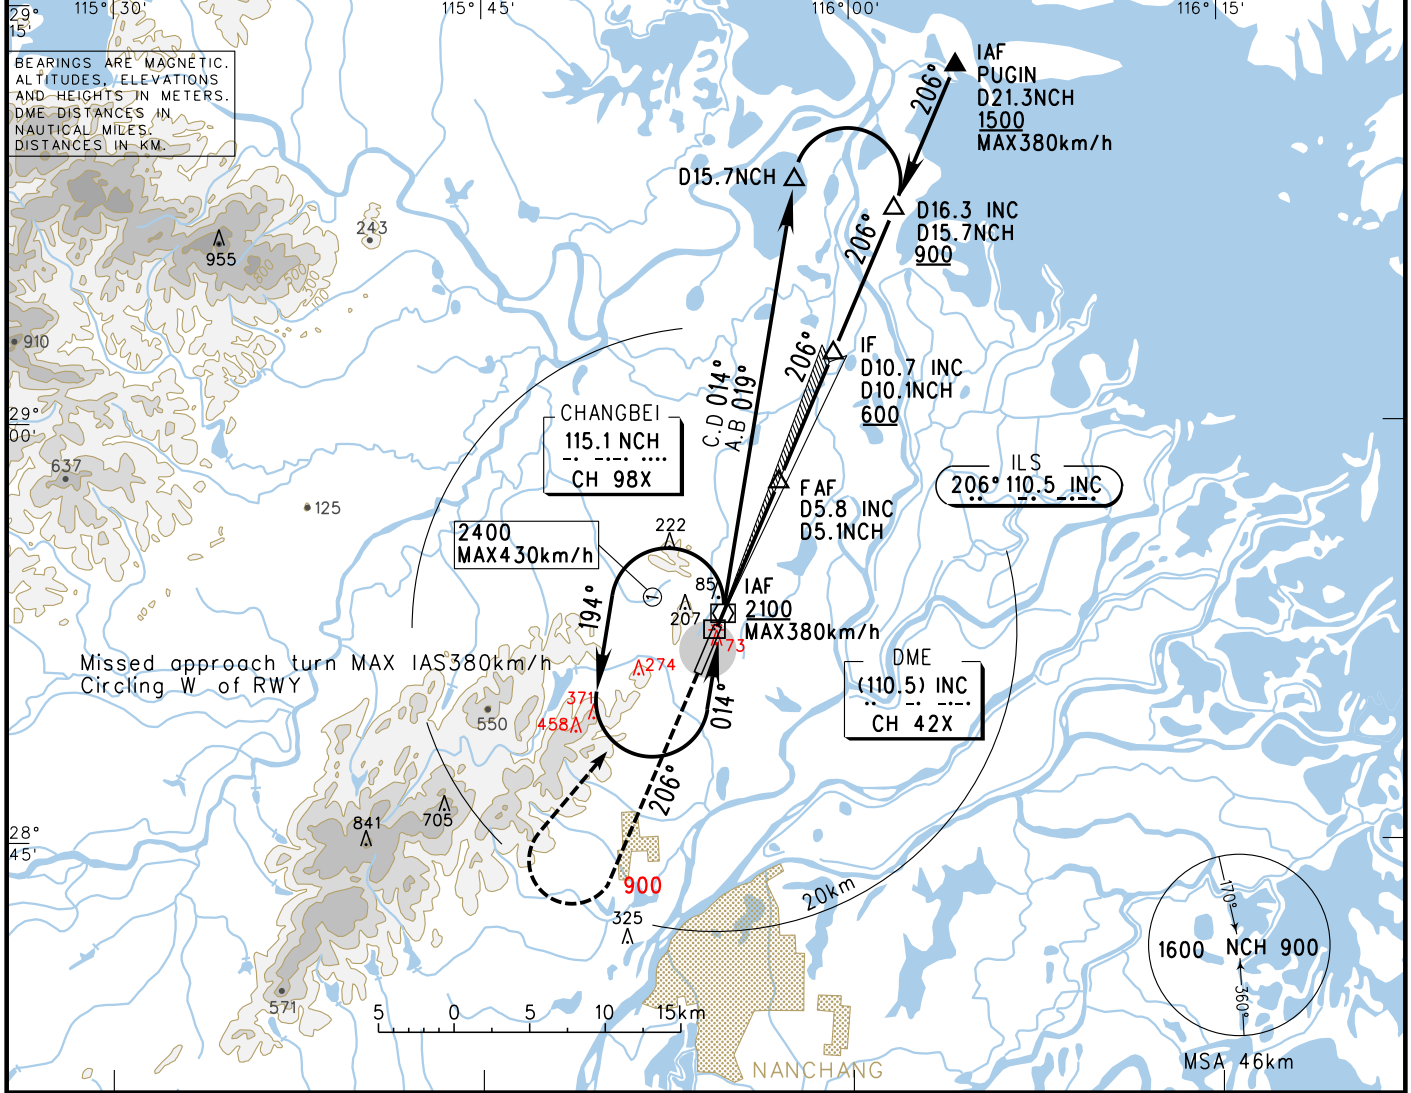 29°
15'
115° 30'
115° 45'
116° 00'
116° 15'
BEARINGS ARE MAGNETIC.
ALTITUDES, ELEVATIONS
AND HEIGHTS IN METERS.
DME DISTANCES IN
NAUTICAL MILES.
DISTANCES IN KM.
IAF
PUGIN
D21.3NCH
1500
MAX380km/h
206°
D15.7NCH
D16.3 INC
D15.7NCH
900
206°
243
955
800
910
206°
IF
D10.7 INC
D10.1NCH
600
C.D 014°
A.B 019°
29°
00'
CHANGBEI
115.1 NCH
CH 98X
ILS
206° 110.5 INC
637
125
FAF
D5.8 INC
D5.1NCH
2400
MAX430km/h
222
1
85
207
IAF
2100
MAX380km/h
194°
73
274
Missed approach turn MAX IAS380km/h
Circling W of RWY
DME
(110.5) INC
CH 42X
371
458
550
014°
206°
705
841
28°
45'
900
325
20km
170°
1600 NCH 900
360°
MSA 46km
571
5 0 5 10 15km
NANCHANG